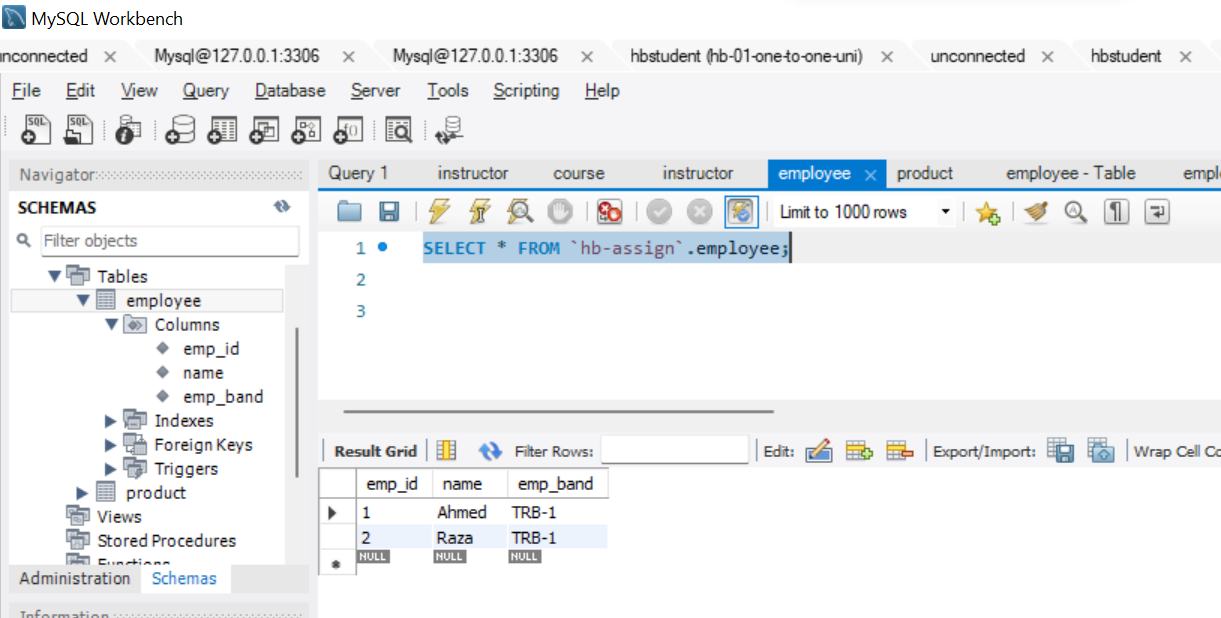 MySQL Workbench
unconnected × Mysql@127.0.0.1:3306 × Mysql@127.0.0.1:3306 × hbstudent (hb-01-one-to-one-uni) × unconnected × hbstudent ×
File Edit View Query Database Server Tools Scripting Help
SQL SQL
Navigator
Query 1 instructor course instructor employee × product employee - Table empl
SCHEMAS
Limit to 1000 rows
Filter objects
1 SELECT * FROM `hb-assign`.employee;
2
3
Tables
employee
Columns
emp_id
name
emp_band
Indexes
Foreign Keys
Triggers
product
Views
Stored Procedures
Functions
Administration Schemas
Information
Result Grid Filter Rows: Edit: Export/Import: Wrap Cell Co
emp_id name emp_band
1 Ahmed TRB-1
2 Raza TRB-1
NULL NULL NULL